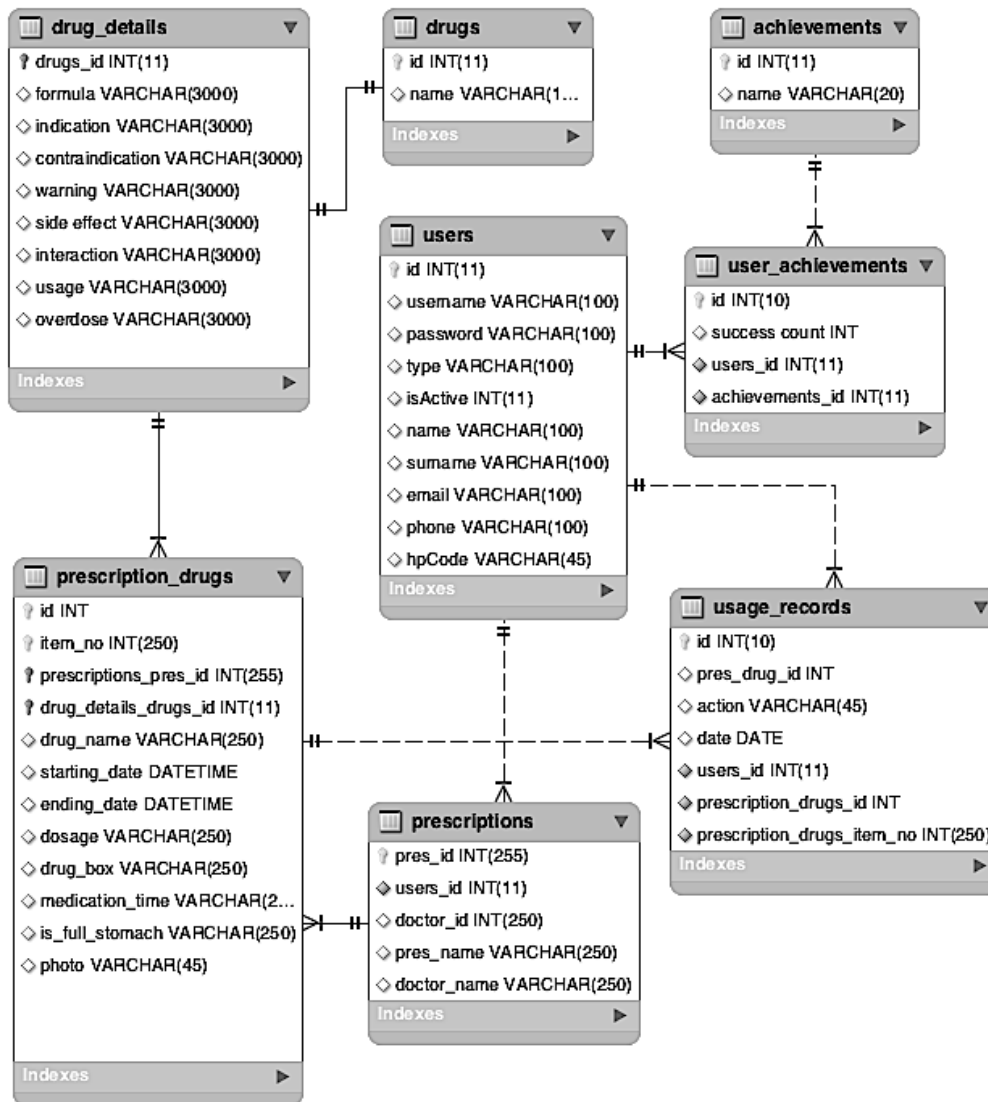 drug_details
drugs_id INT(11)
formula VARCHAR(3000)
indication VARCHAR(3000)
contraindication VARCHAR(3000)
warning VARCHAR(3000)
side effect VARCHAR(3000)
interaction VARCHAR(3000)
usage VARCHAR(3000)
overdose VARCHAR(3000)
Indexes
drugs
id INT(11)
name VARCHAR(1...
Indexes
achievements
id INT(11)
name VARCHAR(20)
Indexes
users
id INT(11)
username VARCHAR(100)
password VARCHAR(100)
type VARCHAR(100)
isActive INT(11)
name VARCHAR(100)
surname VARCHAR(100)
email VARCHAR(100)
phone VARCHAR(100)
hpCode VARCHAR(45)
Indexes
user_achievements
id INT(10)
success count INT
users_id INT(11)
achievements_id INT(11)
Indexes
prescription_drugs
id INT
item_no INT(250)
prescriptions_pres_id INT(255)
drug_details_drugs_id INT(11)
drug_name VARCHAR(250)
starting_date DATETIME
ending_date DATETIME
dosage VARCHAR(250)
drug_box VARCHAR(250)
medication_time VARCHAR(2...
is_full_stomach VARCHAR(250)
photo VARCHAR(45)
Indexes
usage_records
id INT(10)
pres_drug_id INT
action VARCHAR(45)
date DATE
users_id INT(11)
prescription_drugs_id INT
prescription_drugs_item_no INT(250)
Indexes
prescriptions
pres_id INT(255)
users_id INT(11)
doctor_id INT(250)
pres_name VARCHAR(250)
doctor_name VARCHAR(250)
Indexes